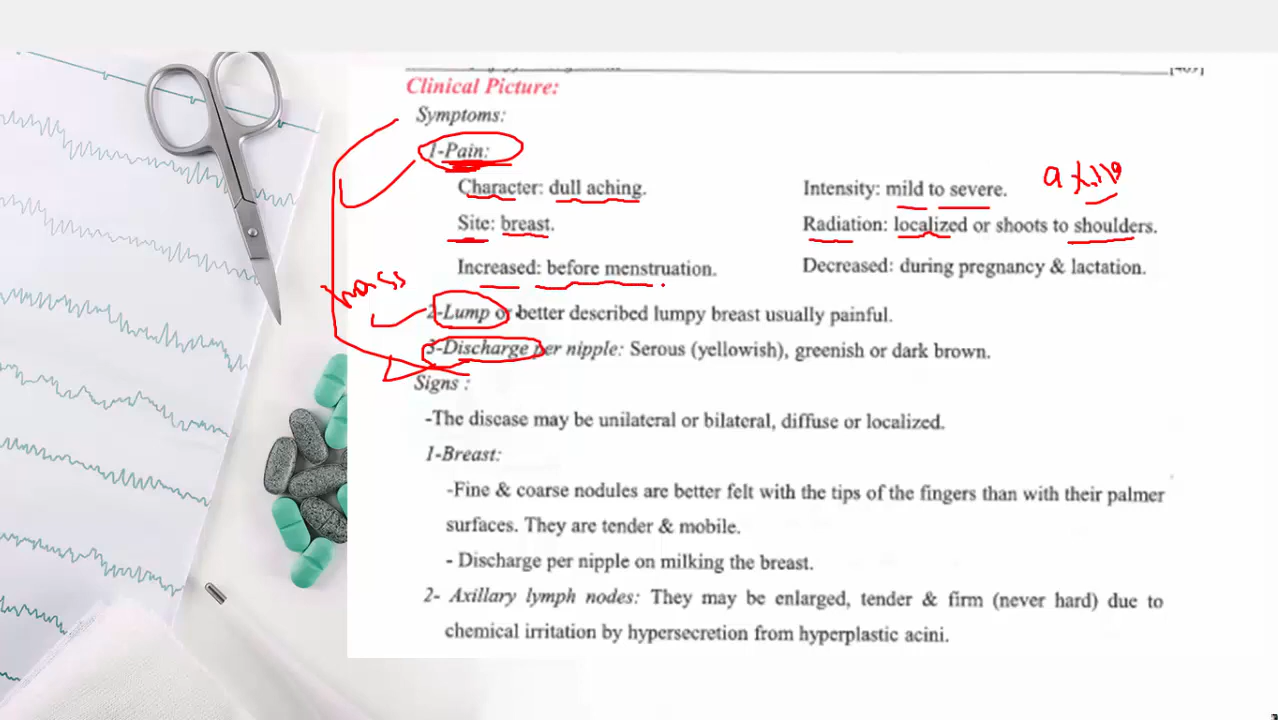 Clinical Picture:
Symptoms:
1-Pain:
Character: dull aching. Intensity: mild to severe.
Site: breast. Radiation: localized or shoots to shoulders.
Increased: before menstruation. Decreased: during pregnancy & lactation.
2-Lump or better described lumpy breast usually painful.
3-Discharge per nipple: Serous (yellowish), greenish or dark brown.
Signs :
-The disease may be unilateral or bilateral, diffuse or localized.
1-Breast:
-Fine & coarse nodules are better felt with the tips of the fingers than with their palmer
surfaces. They are tender & mobile.
- Discharge per nipple on milking the breast.
2- Axillary lymph nodes: They may be enlarged, tender & firm (never hard) due to
chemical irritation by hypersecretion from hyperplastic acini.